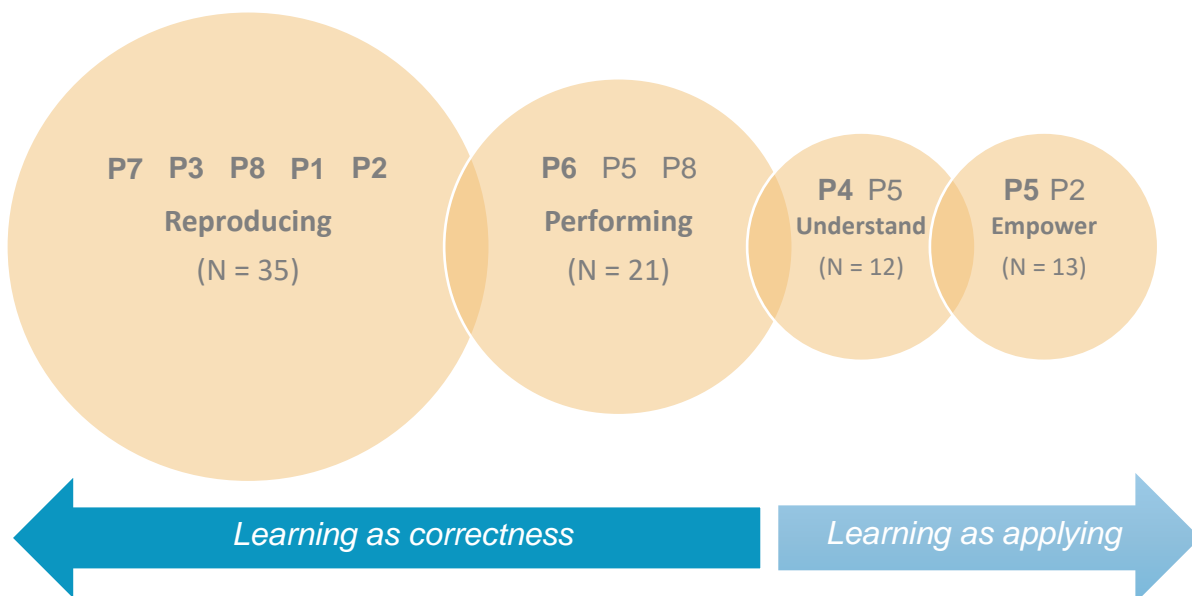 P7 P3 P8 P1 P2
Reproducing
(N = 35)
P6 P5 P8
Performing
(N = 21)
P4 P5
Understand
(N = 12)
P5 P2
Empower
(N = 13)
Learning as correctness
Learning as applying